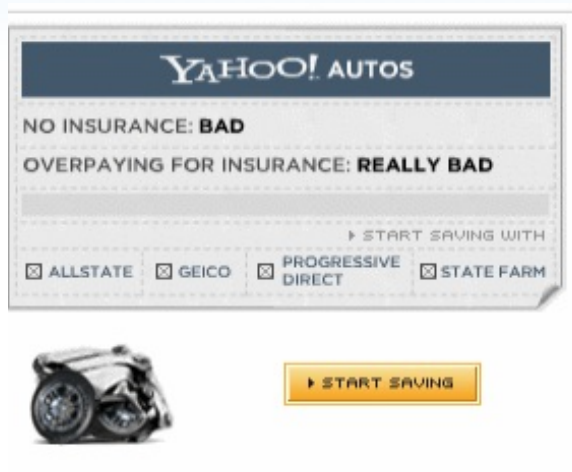 YAHOO! AUTOS
NO INSURANCE: BAD
OVERPAYING FOR INSURANCE: REALLY BAD
START SAVING WITH
ALLSTATE GEICO PROGRESSIVE DIRECT STATE FARM
START SAVING